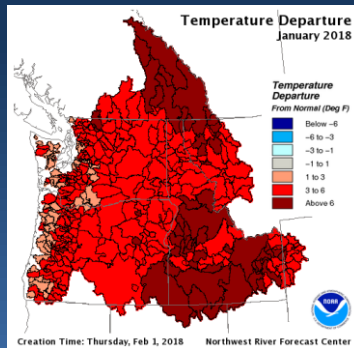 Temperature Departure
January 2018
Temperature
Departure
From Normal (Deg F)
Below -6
-6 to -3
-3 to -1
-1 to 1
1 to 3
3 to 6
Above 6
NOAA
Creation Time: Thursday, Feb 1, 2018 Northwest River Forecast Center